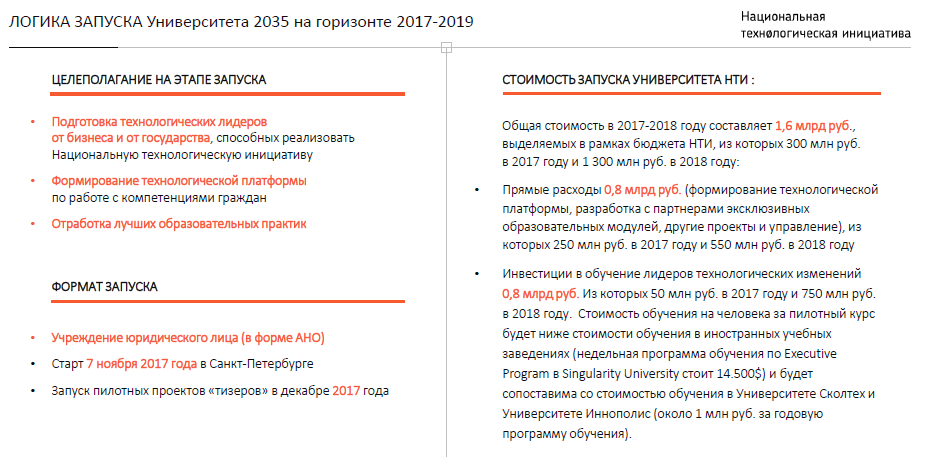 ЛОГИКА ЗАПУСКА Университета 2035 на горизонте 2017-2019
Национальная
технøлогическая инициатива
ЦЕЛЕПОЛАГАНИЕ НА ЭТАПЕ ЗАПУСКА
• Подготовка технологических лидеров
от бизнеса и от государства, способных реализовать
Национальную технологическую инициативу
• Формирование технологической платформы
по работе с компетенциями граждан
• Отработка лучших образовательных практик
ФОРМАТ ЗАПУСКА
• Учреждение юридического лица (в форме АНО)
• Старт 7 ноября 2017 года в Санкт-Петербурге
• Запуск пилотных проектов «тизеров» в декабре 2017 года
СТОИМОСТЬ ЗАПУСКА УНИВЕРСИТЕТА НТИ :
Общая стоимость в 2017-2018 году составляет 1,6 млрд руб.,
выделяемых в рамках бюджета НТИ, из которых 300 млн руб.
в 2017 году и 1 300 млн руб. в 2018 году:
• Прямые расходы 0,8 млрд руб. (формирование технологической
платформы, разработка с партнерами эксклюзивных
образовательных модулей, другие проекты и управление), из
которых 250 млн руб. в 2017 году и 550 млн руб. в 2018 году
• Инвестиции в обучение лидеров технологических изменений
0,8 млрд руб. Из которых 50 млн руб. в 2017 году и 750 млн руб.
в 2018 году. Стоимость обучения на человека за пилотный курс
будет ниже стоимости обучения в иностранных учебных
заведениях (недельная программа обучения по Executive
Program в Singularity University стоит 14.500$) и будет
сопоставима со стоимостью обучения в Университете Сколтех и
Университете Иннополис (около 1 млн руб. за годовую
программу обучения).